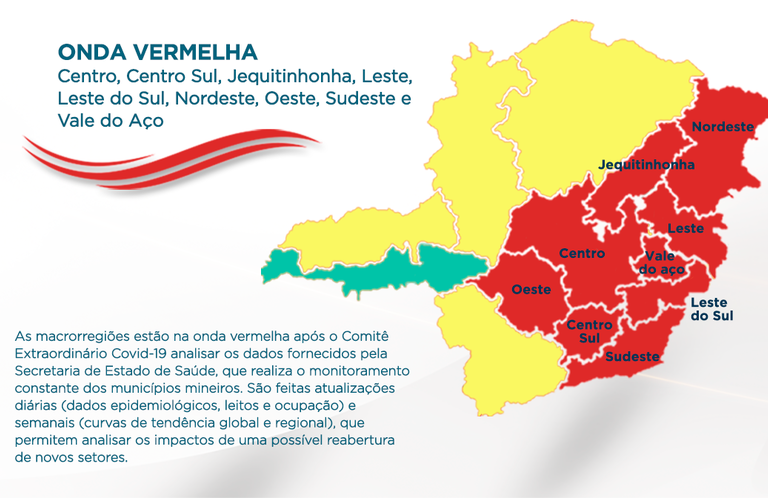 ONDA VERMELHA
Centro, Centro Sul, Jequitinhonha, Leste,
Leste do Sul, Nordeste, Oeste, Sudeste e
Vale do Aço
Nordeste
Jequitinhonha
Leste
Centro
Vale
do aço
Oeste
Leste
do Sul
Centro
Sul
Sudeste
As macrorregiões estão na onda vermelha após o Comitê
Extraordinário Covid-19 analisar os dados fornecidos pela
Secretaria de Estado de Saúde, que realiza o monitoramento
constante dos municípios mineiros. São feitas atualizações
diárias (dados epidemiológicos, leitos e ocupação) e
semanais (curvas de tendência global e regional), que
permitem analisar os impactos de uma possível reabertura
de novos setores.